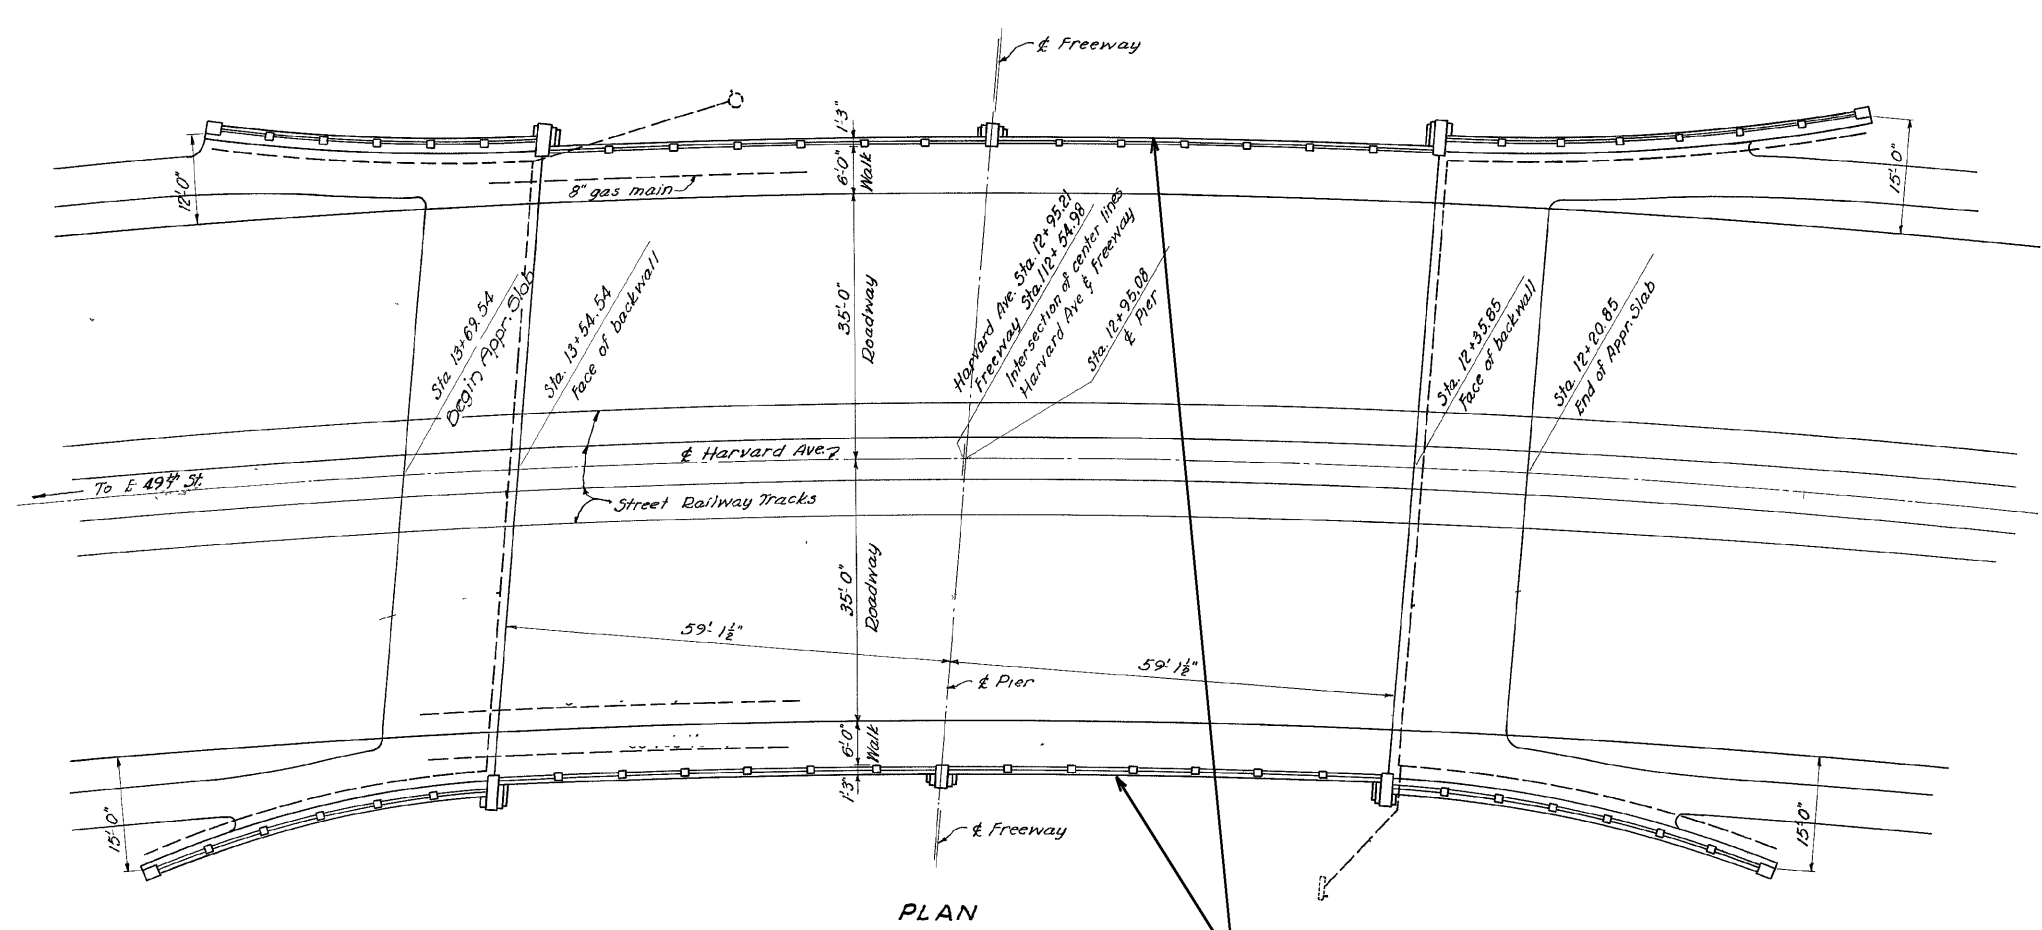 ℄ Freeway
1'-3"
6'-0"
Walk
12'-0"
8" gas main
15'-0"
Sta 13+69.54
Begin Appr. Slab
Sta. 13+54.54
Face of backwall
35'-0"
Roadway
Harvard Ave. Sta. 12+95.21
Freeway Sta. 112+54.98
Intersection of center lines
Harvard Ave & Freeway
Sta. 12+95.08
℄ Pier
Sta. 12+35.85
Face of backwall
Sta. 12+20.85
End of Appr. Slab
℄ Harvard Ave.
To E 49th St.
Street Railway Tracks
35'-0"
Roadway
59'-1½"
59'-1½"
℄ Pier
6'-0"
Walk
1'-3"
15'-0"
℄ Freeway
15'-0"
PLAN